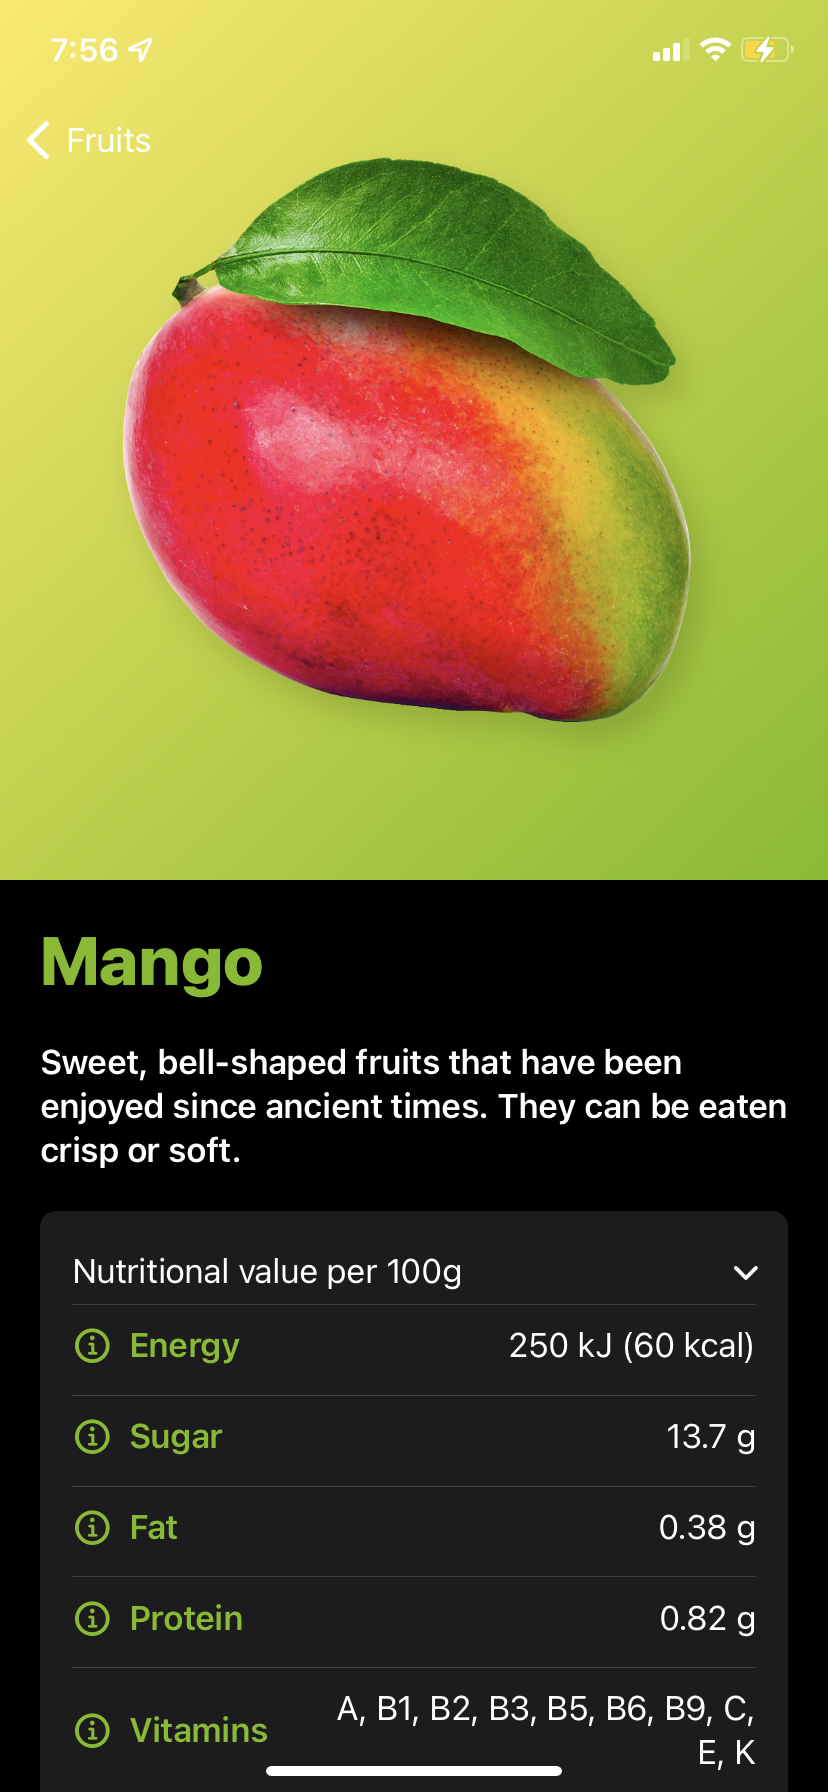 7:56
Fruits
Mango
Sweet, bell-shaped fruits that have been
enjoyed since ancient times. They can be eaten
crisp or soft.
Nutritional value per 100g
Energy 250 kJ (60 kcal)
Sugar 13.7 g
Fat 0.38 g
Protein 0.82 g
Vitamins A, B1, B2, B3, B5, B6, B9, C,
E, K